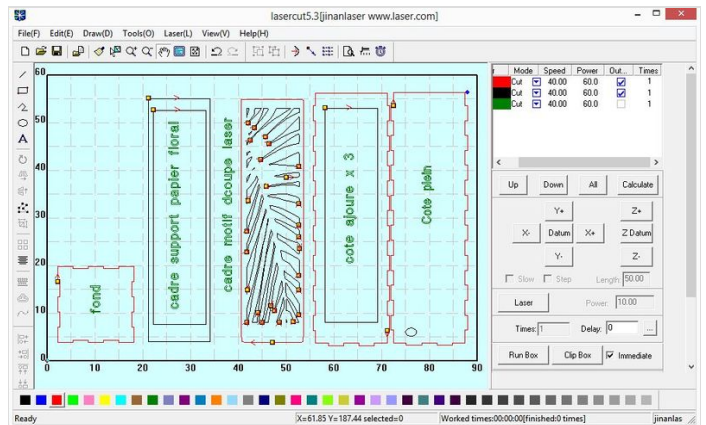 lasercut5.3[jinanlaser www.laser.com]
File(F) Edit(E) Draw(D) Tools(O) Laser(L) View(V) Help(H)
Mode Speed Power Out... Times
Cut 40.00 60.0 1
Cut 40.00 60.0 1
Cut 40.00 60.0 1
Up Down All Calculate
Y+ Z+
X- Datum X+ Z Datum
Y- Z-
Slow Step Length: 50.00
Laser Power: 10.00
Times: 1 Delay: 0 ...
Run Box Clip Box Immediate
60
50
40
30
20
10
0
0 10 20 30 40 50 60 70 80 90
fond
cadre support papier floral
cadre motif dcoupe laser
cote ajoure x 3
Cote plein
A
Ready X=61.85 Y=187.44 selected=0 Worked times:00:00:00[finished:0 times] jinanlas